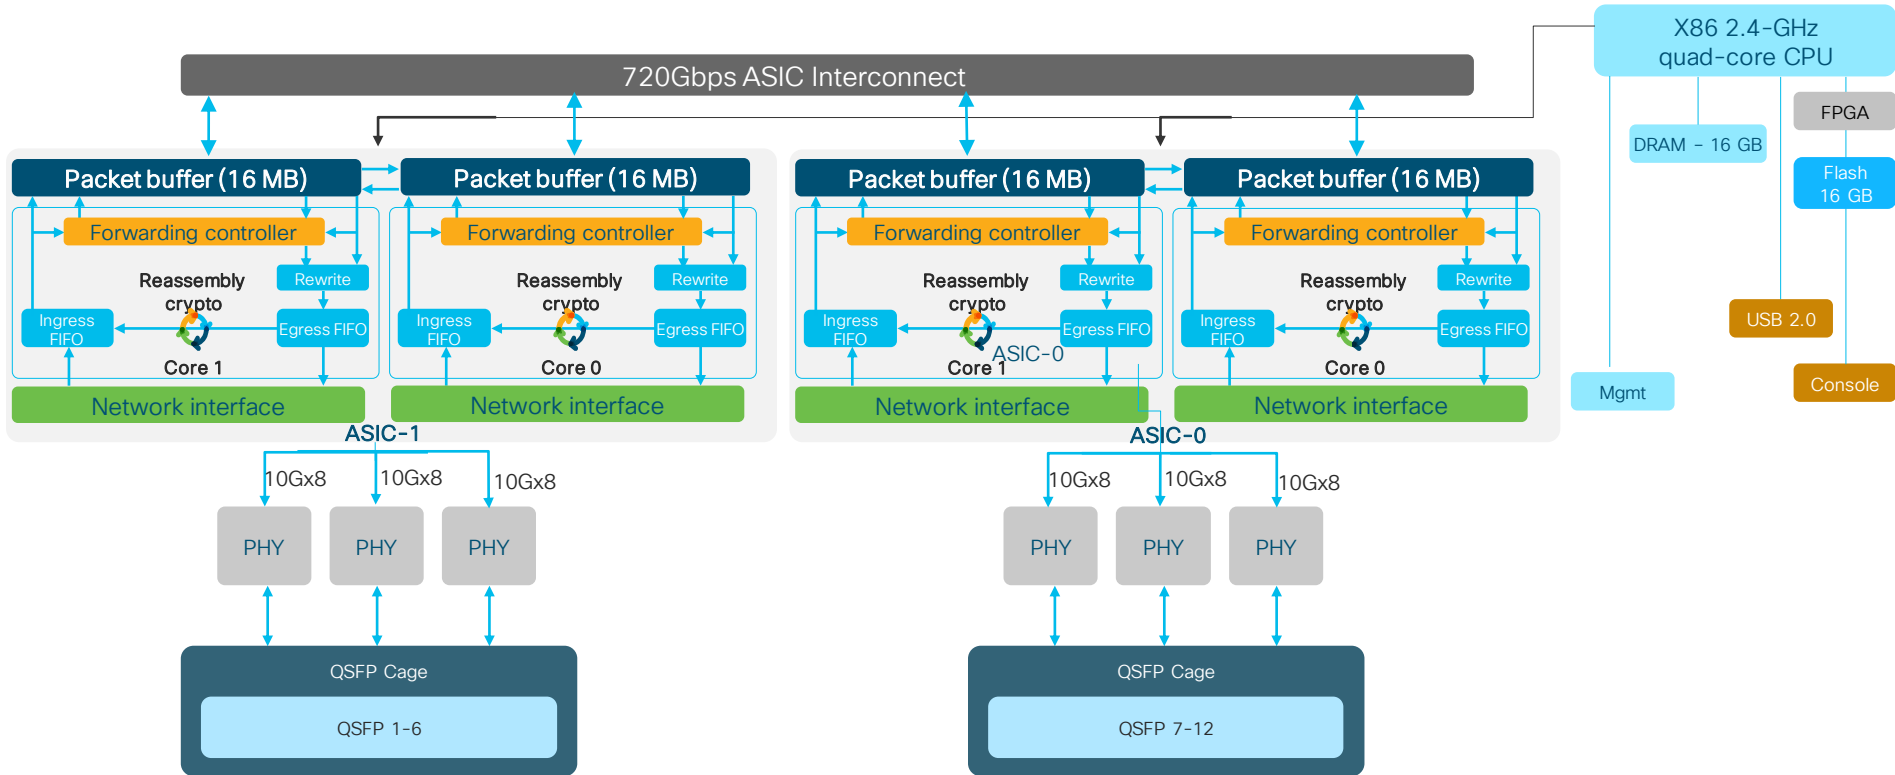 X86 2.4-GHz
quad-core CPU
720Gbps ASIC Interconnect
FPGA
DRAM - 16 GB
Flash
16 GB
USB 2.0
Console
Mgmt
Packet buffer (16 MB)
Forwarding controller
Rewrite
Reassembly
crypto
Ingress
FIFO
Egress FIFO
Core 1
Network interface
Packet buffer (16 MB)
Forwarding controller
Rewrite
Reassembly
crypto
Ingress
FIFO
Egress FIFO
Core 0
Network interface
ASIC-1
Packet buffer (16 MB)
Forwarding controller
Rewrite
Reassembly
crypto
Ingress
FIFO
Egress FIFO
ASIC-0
Core 1
Network interface
Packet buffer (16 MB)
Forwarding controller
Rewrite
Reassembly
crypto
Ingress
FIFO
Egress FIFO
Core 0
Network interface
ASIC-0
10Gx8
10Gx8
10Gx8
PHY
PHY
PHY
QSFP Cage
QSFP 1-6
10Gx8
10Gx8
10Gx8
PHY
PHY
PHY
QSFP Cage
QSFP 7-12